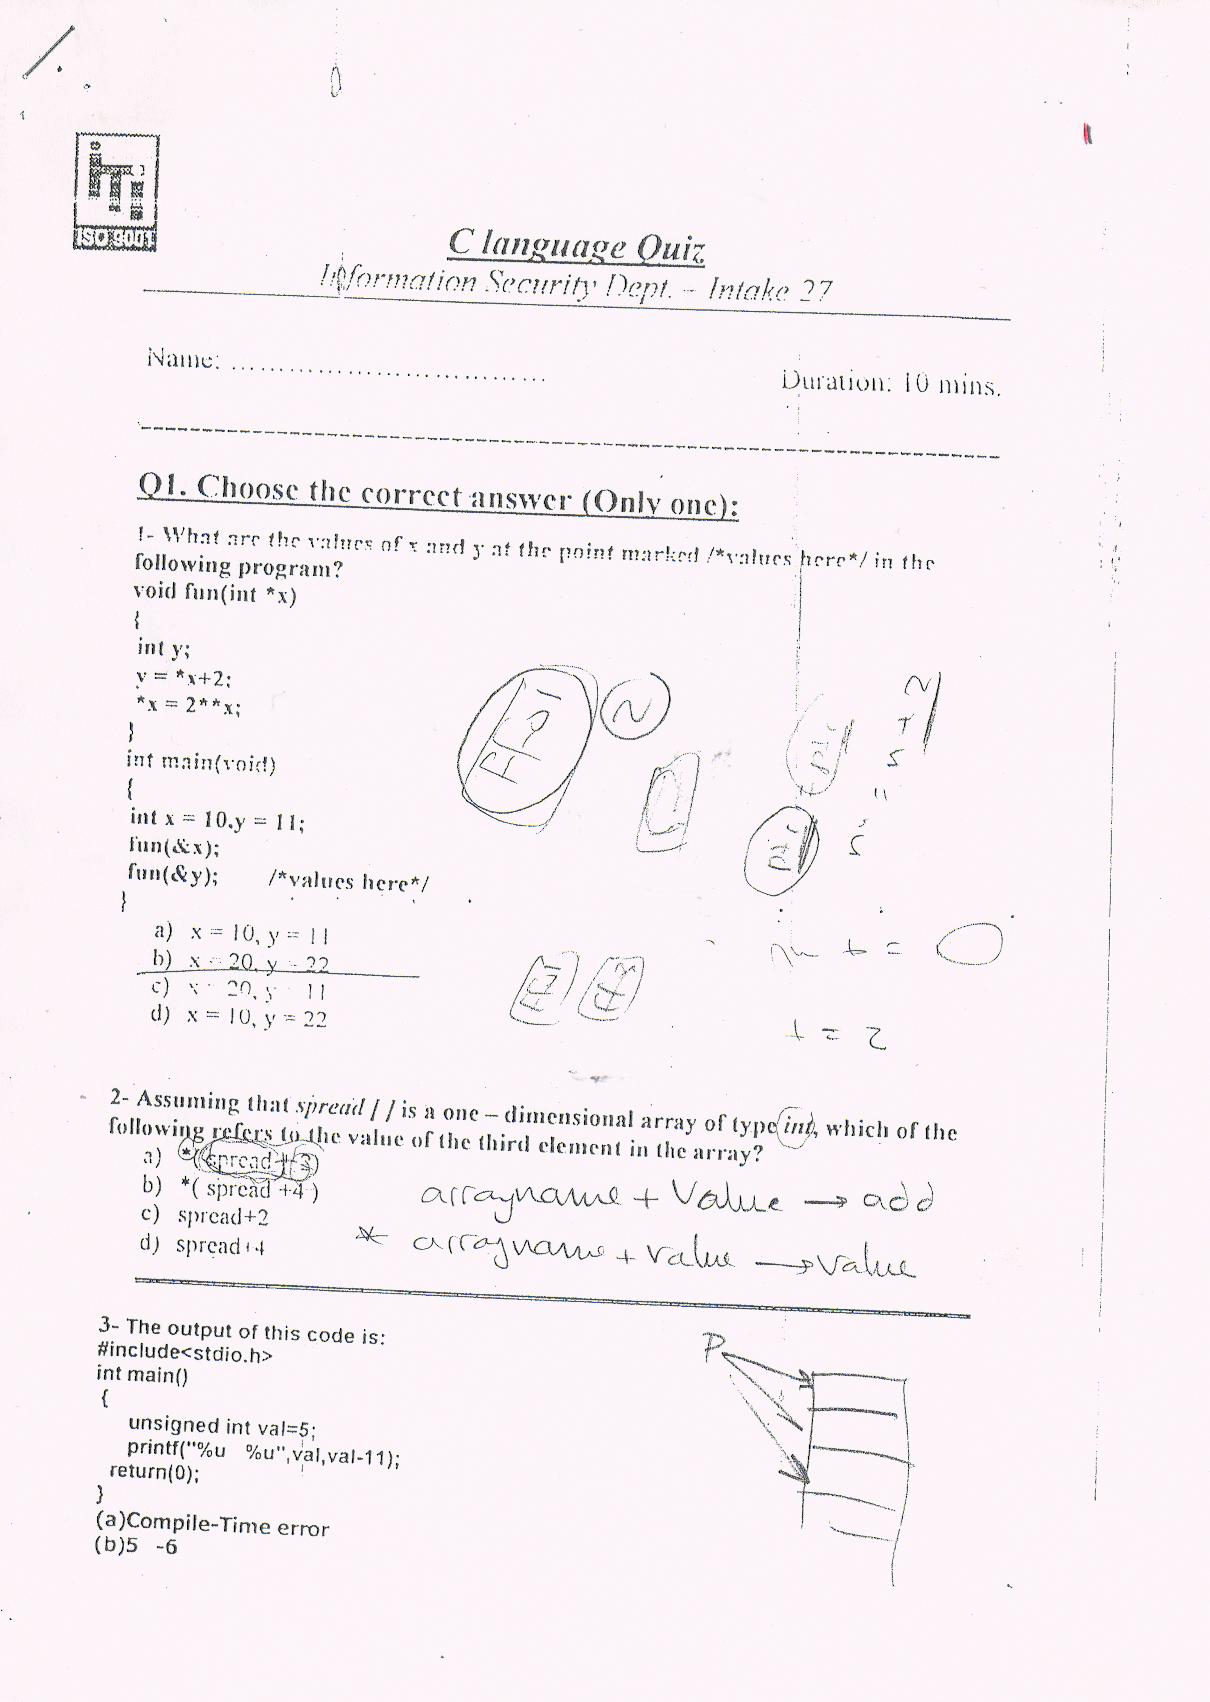 iTi
ISO 9001
C language Quiz
Information Security Dept. – Intake 27
Name: ................................
Duration: 10 mins.
Q1. Choose the correct answer (Only one):
1- What are the values of x and y at the point marked /*values here*/ in the
following program?
void fun(int *x)
{
int y;
y = *x+2;
*x = 2**x;
}
int main(void)
{
int x = 10,y = 11;
fun(&x);
fun(&y); /*values here*/
}
a) x = 10, y = 11
b) x = 20, y = 22
c) x = 20, y = 11
d) x = 10, y = 22
t = 2
2- Assuming that spread [ ] is a one – dimensional array of type int, which of the
following refers to the value of the third element in the array?
a) *( spread + )
b) *( spread +4 )
c) spread+2
d) spread+4
arrayname + Value → add
* arrayname + value → value
3- The output of this code is:
#include<stdio.h>
int main()
{
unsigned int val=5;
printf("%u %u",val,val-11);
return(0);
}
(a)Compile-Time error
(b)5 -6
P